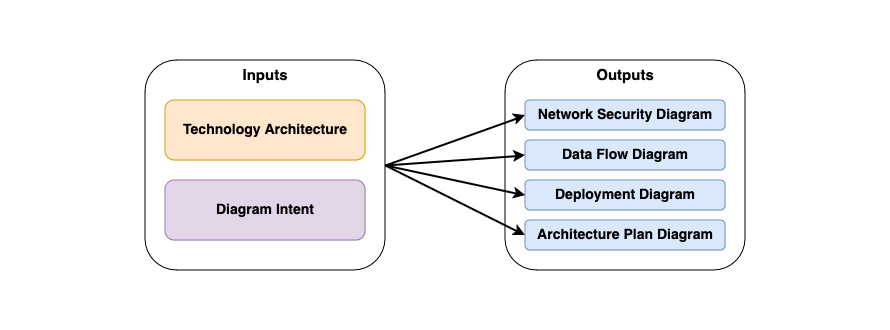 Inputs
Technology Architecture
Diagram Intent
Outputs
Network Security Diagram
Data Flow Diagram
Deployment Diagram
Architecture Plan Diagram